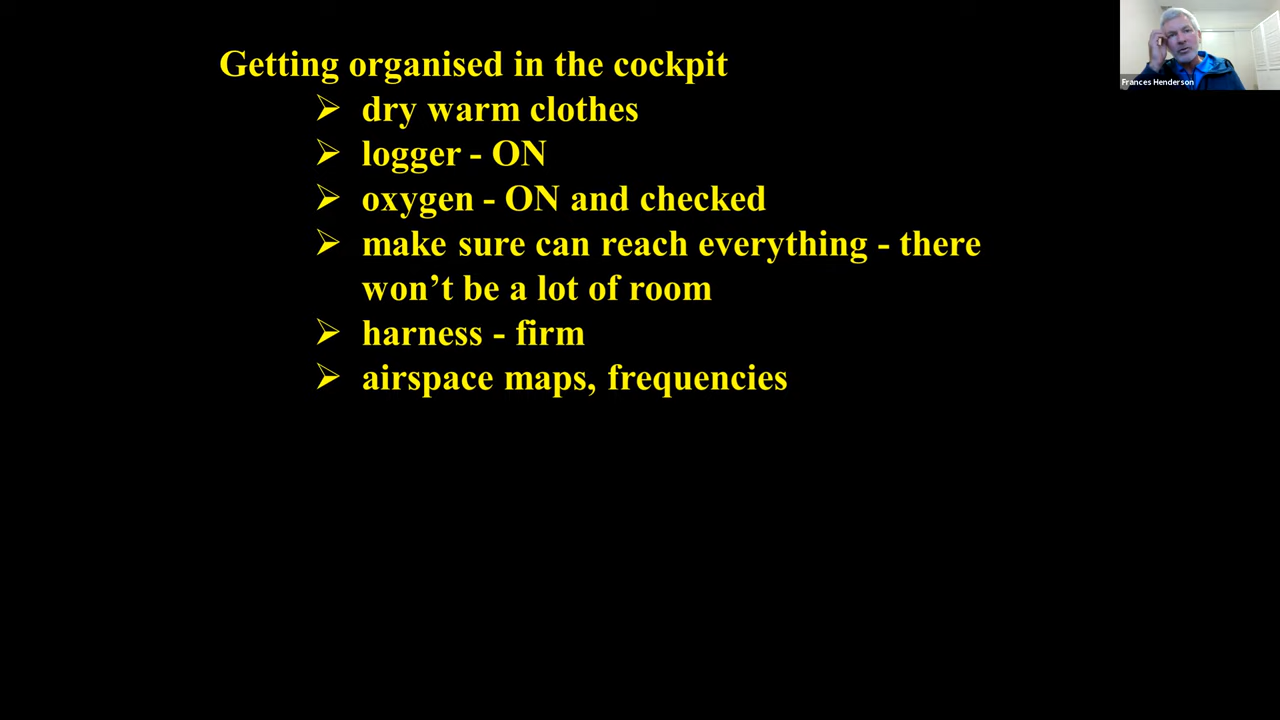 Getting organised in the cockpit
➢ dry warm clothes
➢ logger - ON
➢ oxygen - ON and checked
➢ make sure can reach everything - there
won’t be a lot of room
➢ harness - firm
➢ airspace maps, frequencies
Frances Henderson